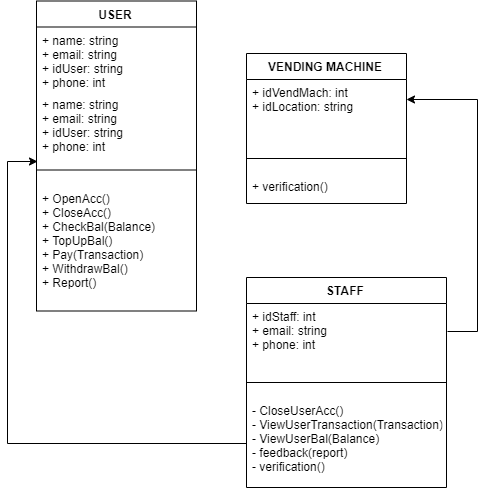 USER
+ name: string
+ email: string
+ idUser: string
+ phone: int
+ name: string
+ email: string
+ idUser: string
+ phone: int
+ OpenAcc()
+ CloseAcc()
+ CheckBal(Balance)
+ TopUpBal()
+ Pay(Transaction)
+ WithdrawBal()
+ Report()
VENDING MACHINE
+ idVendMach: int
+ idLocation: string
+ verification()
STAFF
+ idStaff: int
+ email: string
+ phone: int
- CloseUserAcc()
- ViewUserTransaction(Transaction)
- ViewUserBal(Balance)
- feedback(report)
- verification()